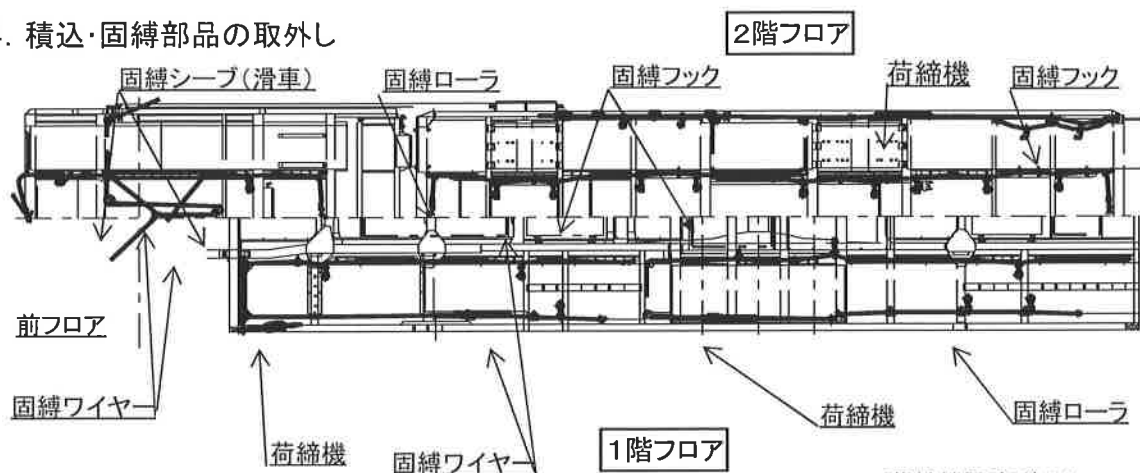 積込・固縛部品の取外し
2階フロア
固縛シーブ(滑車)
固縛ローラ
固縛フック
荷締機
固縛フック
前フロア
固縛ワイヤー
荷締機
固縛ワイヤー
1階フロア
荷締機
固縛ローラ